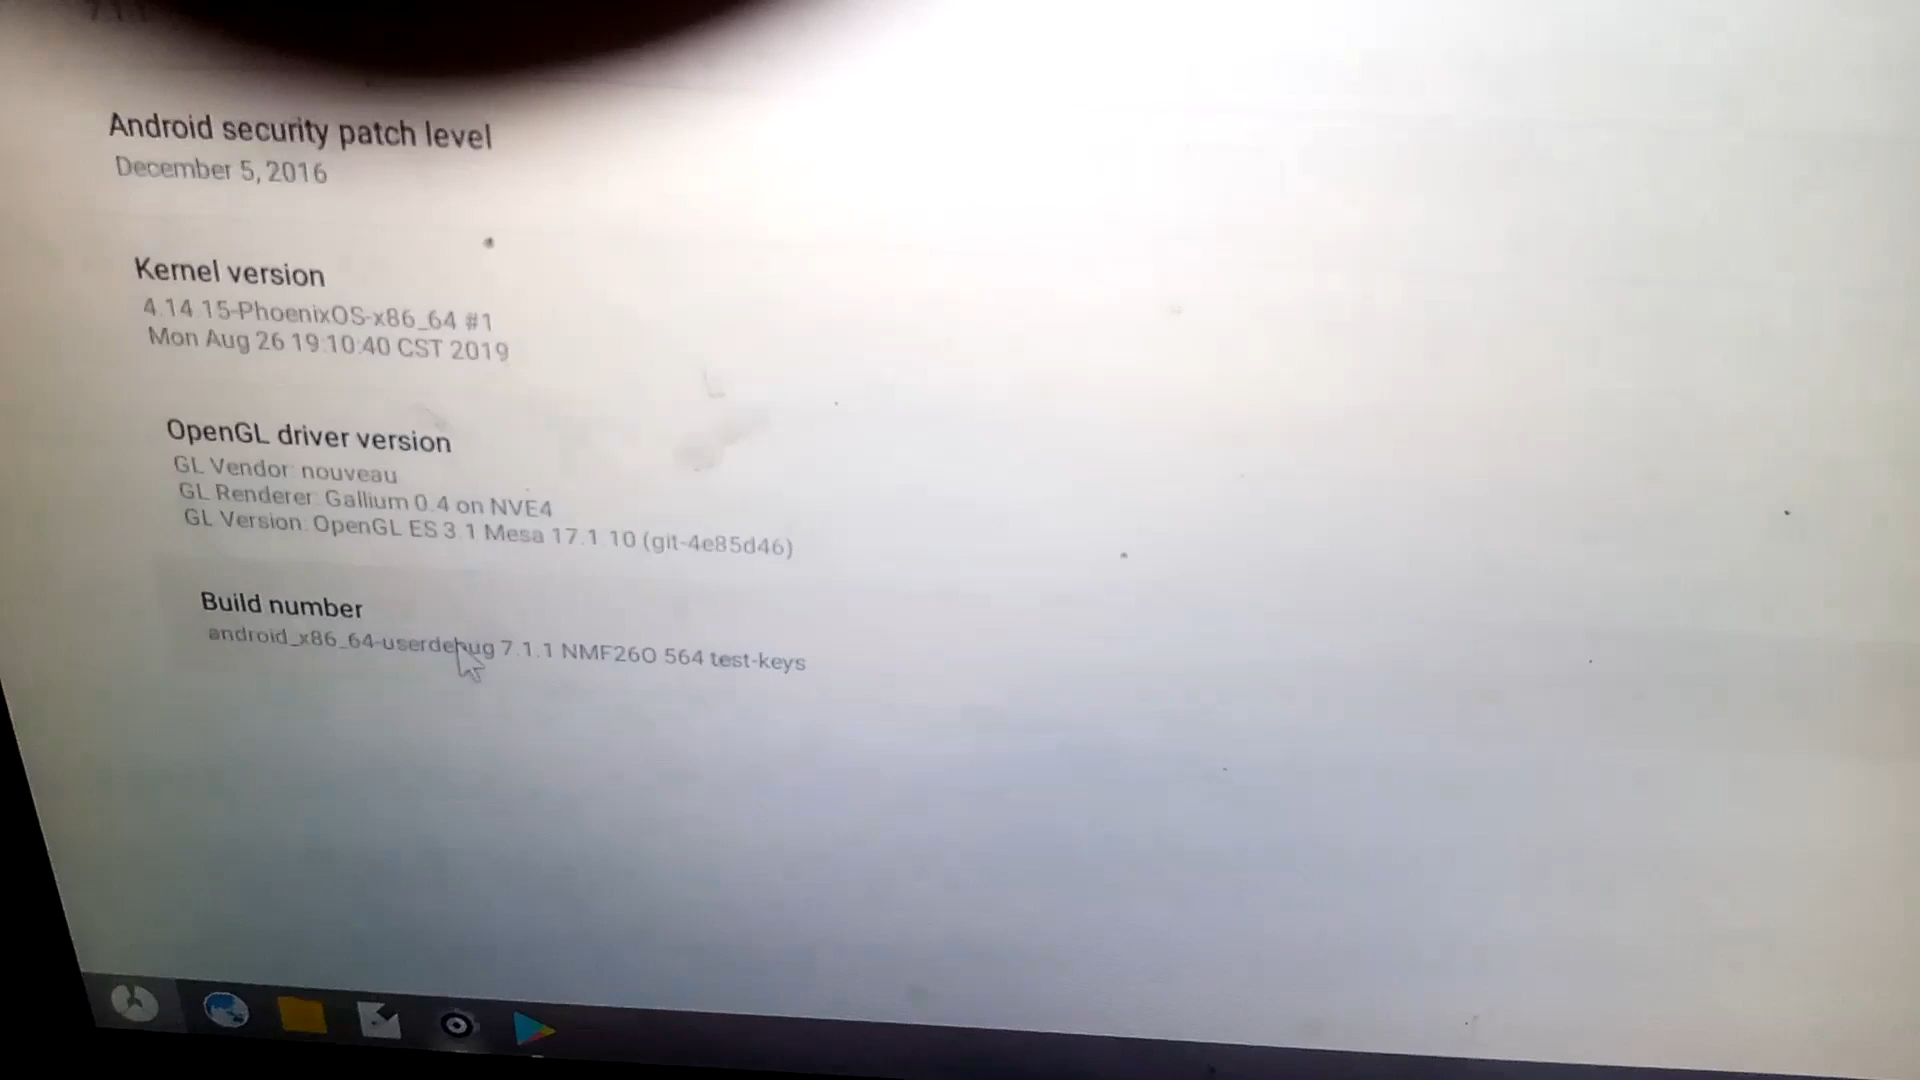 7.1.1
Android security patch level
December 5, 2016
Kernel version
4.14.15-PhoenixOS-x86_64 #1
Mon Aug 26 19:10:40 CST 2019
OpenGL driver version
GL Vendor: nouveau
GL Renderer: Gallium 0.4 on NVE4
GL Version: OpenGL ES 3.1 Mesa 17.1.10 (git-4e85d46)
Build number
android_x86_64-userdebug 7.1.1 NMF26O 564 test-keys